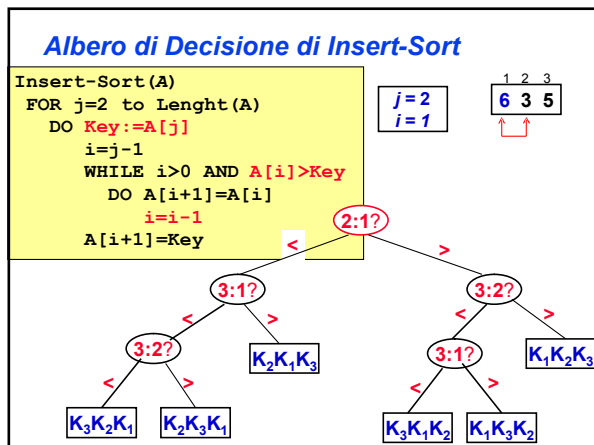 Albero di Decisione di Insert-Sort
Insert-Sort(A)
FOR j=2 to Lenght(A)
DO Key:=A[j]
i=j-1
WHILE i>0 AND A[i]>Key
DO A[i+1]=A[i]
i=i-1
A[i+1]=Key
j = 2
i = 1
1 2 3
6 3 5
2:1?
< >
3:1? 3:2?
< > < >
3:2? K2K1K3 3:1? K1K2K3
< > < >
K3K2K1 K2K3K1 K3K1K2 K1K3K2